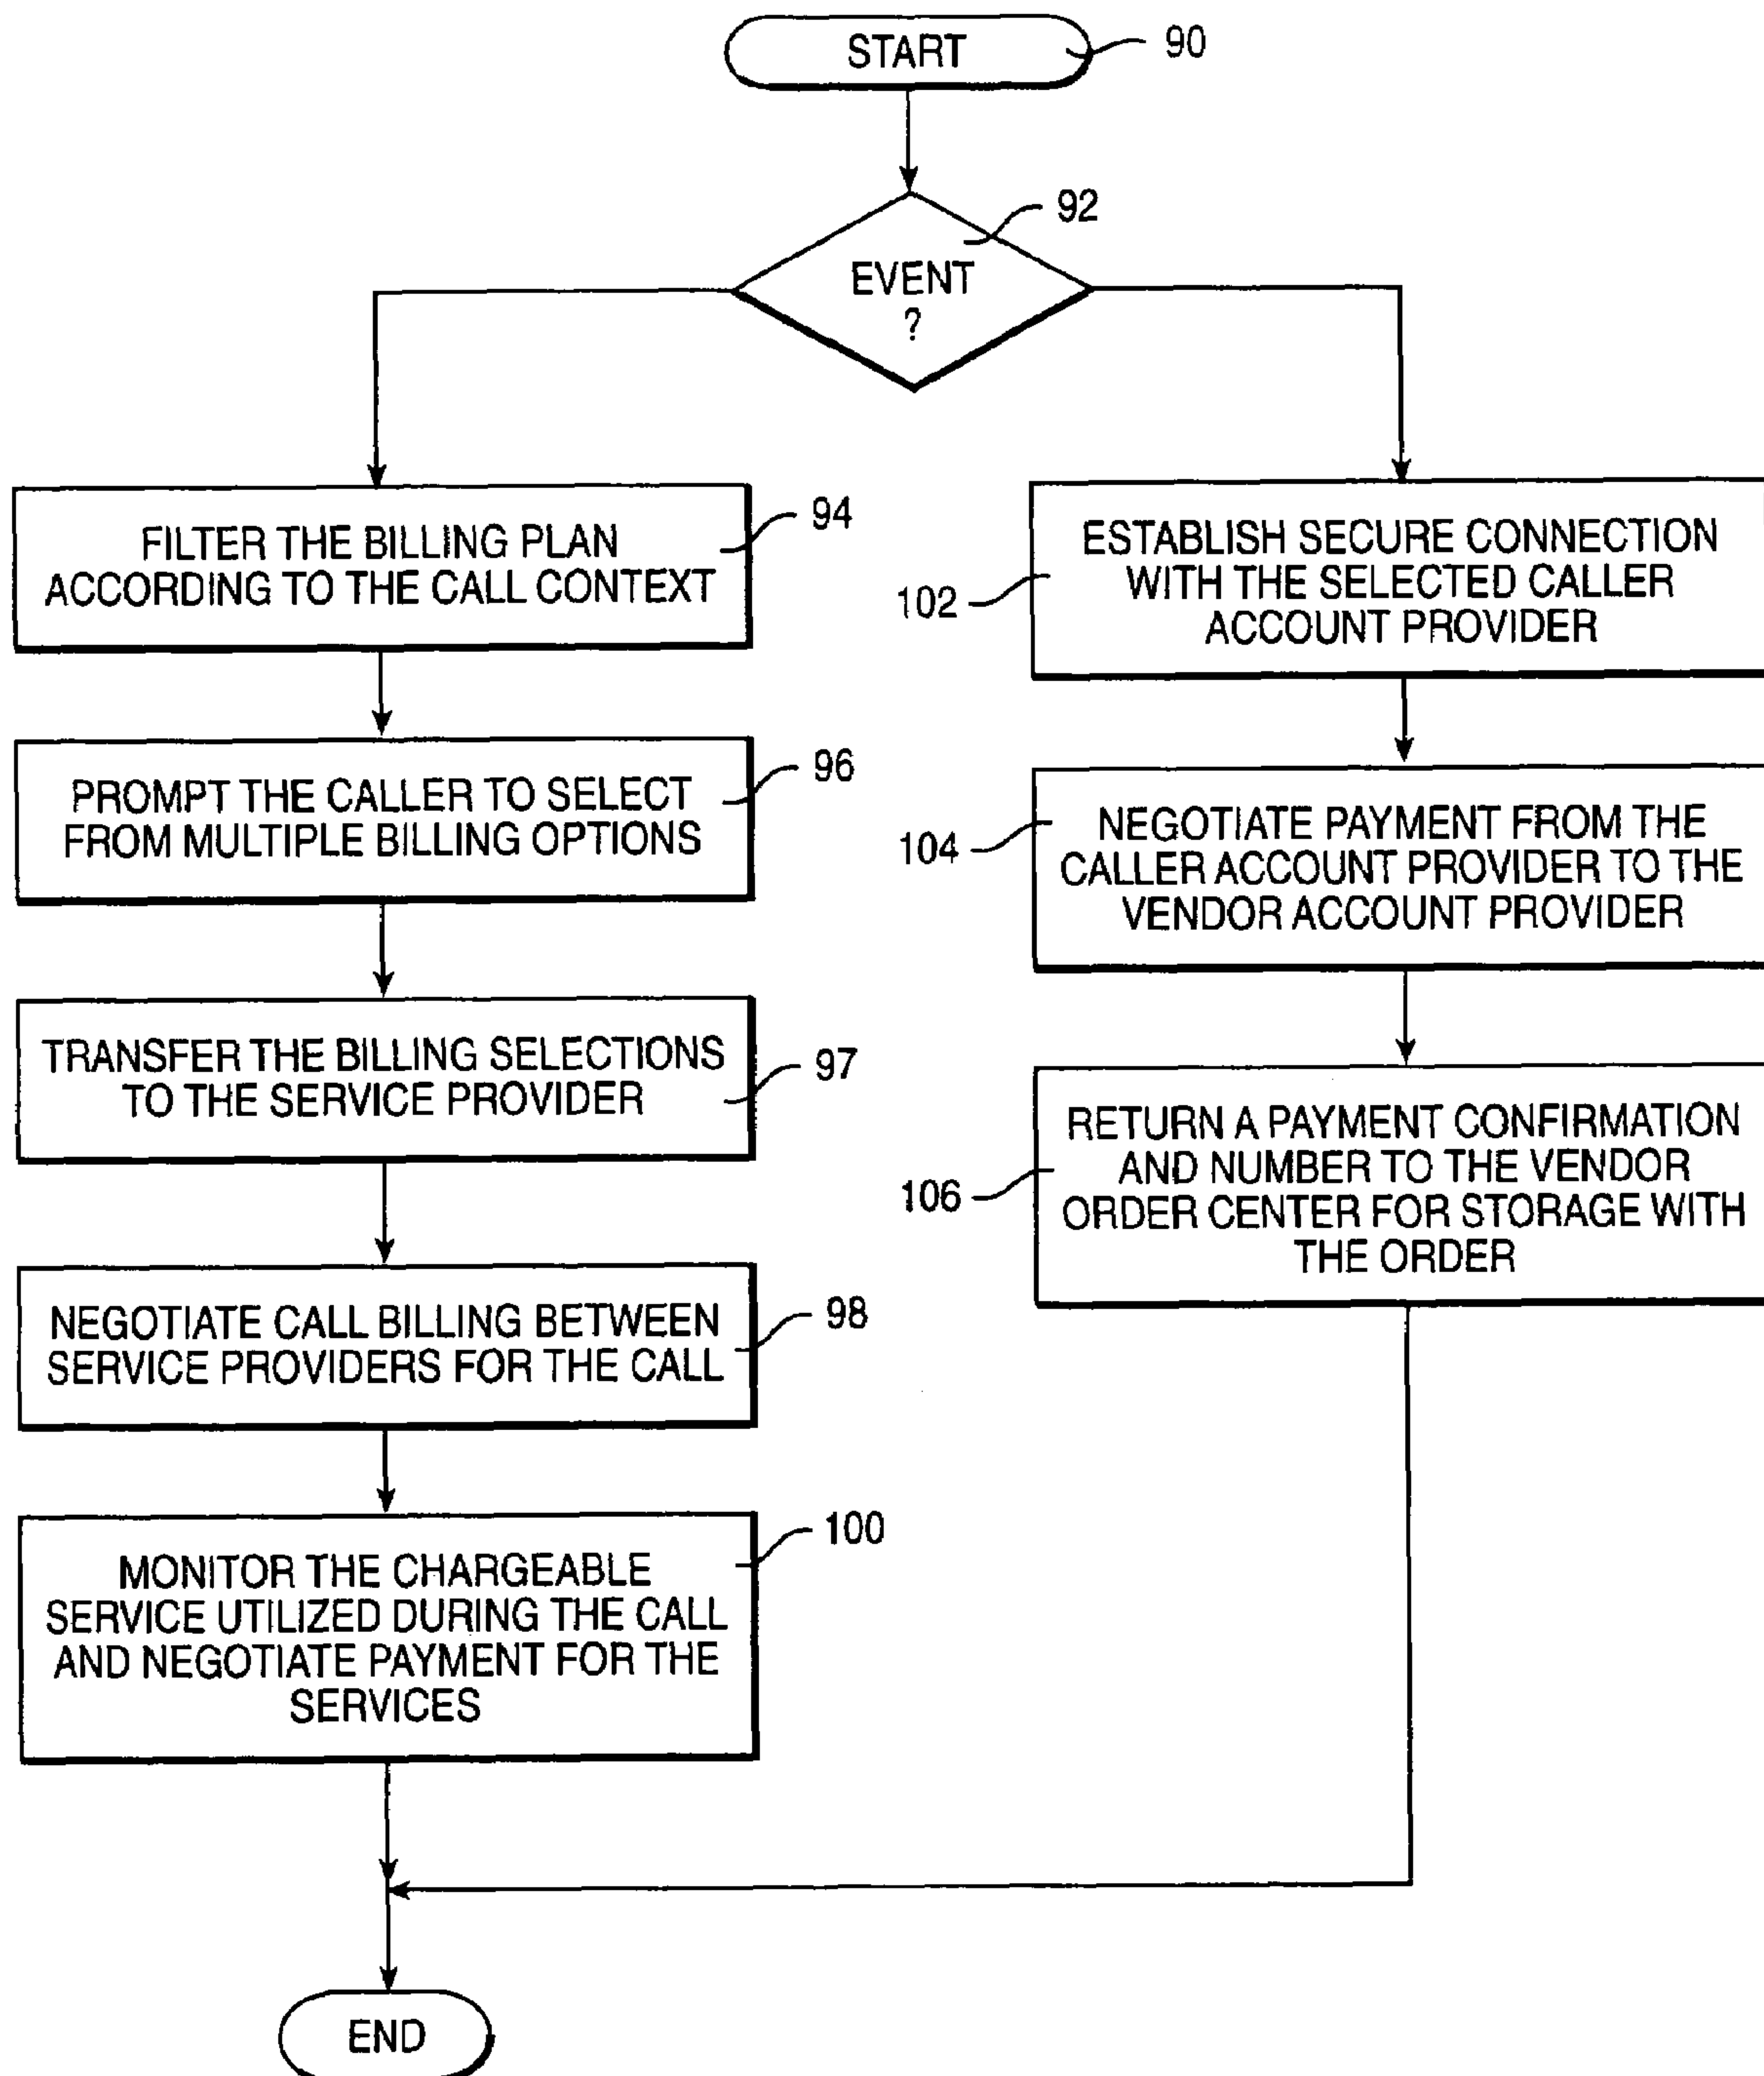 START
90
EVENT
?
92
FILTER THE BILLING PLAN
ACCORDING TO THE CALL CONTEXT
94
PROMPT THE CALLER TO SELECT
FROM MULTIPLE BILLING OPTIONS
96
TRANSFER THE BILLING SELECTIONS
TO THE SERVICE PROVIDER
97
NEGOTIATE CALL BILLING BETWEEN
SERVICE PROVIDERS FOR THE CALL
98
MONITOR THE CHARGEABLE
SERVICE UTILIZED DURING THE CALL
AND NEGOTIATE PAYMENT FOR THE
SERVICES
100
ESTABLISH SECURE CONNECTION
WITH THE SELECTED CALLER
ACCOUNT PROVIDER
102
NEGOTIATE PAYMENT FROM THE
CALLER ACCOUNT PROVIDER TO THE
VENDOR ACCOUNT PROVIDER
104
RETURN A PAYMENT CONFIRMATION
AND NUMBER TO THE VENDOR
ORDER CENTER FOR STORAGE WITH
THE ORDER
106
END